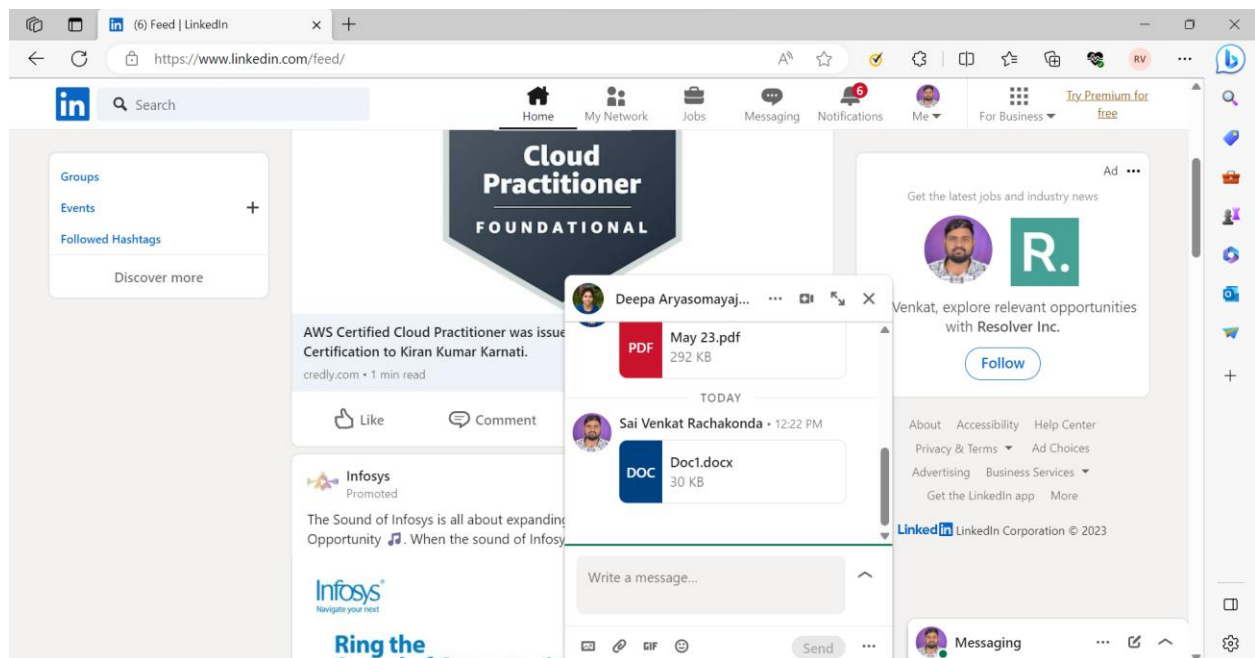 (6) Feed | LinkedIn
https://www.linkedin.com/feed/
RV
in
Search
Home
My Network
Jobs
Messaging
6
Notifications
Me
For Business
Try Premium for
free
Groups
Events
Followed Hashtags
Discover more
Cloud
Practitioner
FOUNDATIONAL
AWS Certified Cloud Practitioner was issue
Certification to Kiran Kumar Karnati.
credly.com • 1 min read
Like
Comment
Infosys
Promoted
The Sound of Infosys is all about expanding
Opportunity 🎵. When the sound of Infosy
Infosys
Navigate your next
Ring the
Deepa Aryasomayaj...
PDF
May 23.pdf
292 KB
TODAY
Sai Venkat Rachakonda • 12:22 PM
DOC
Doc1.docx
30 KB
Write a message...
GIF
Send
Ad
Get the latest jobs and industry news
R.
Venkat, explore relevant opportunities
with Resolver Inc.
Follow
About Accessibility Help Center
Privacy & Terms Ad Choices
Advertising Business Services
Get the LinkedIn app More
LinkedIn LinkedIn Corporation © 2023
Messaging